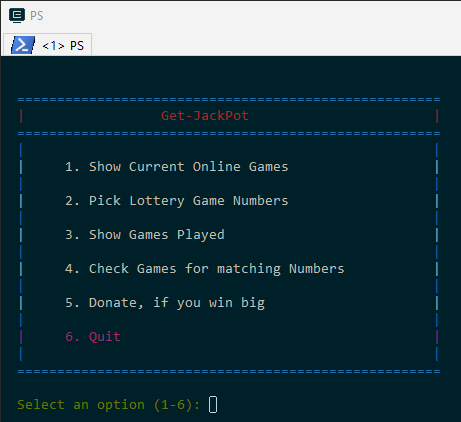 PS
<1> PS
Get-JackPot
1. Show Current Online Games
2. Pick Lottery Game Numbers
3. Show Games Played
4. Check Games for matching Numbers
5. Donate, if you win big
6. Quit
Select an option (1-6):